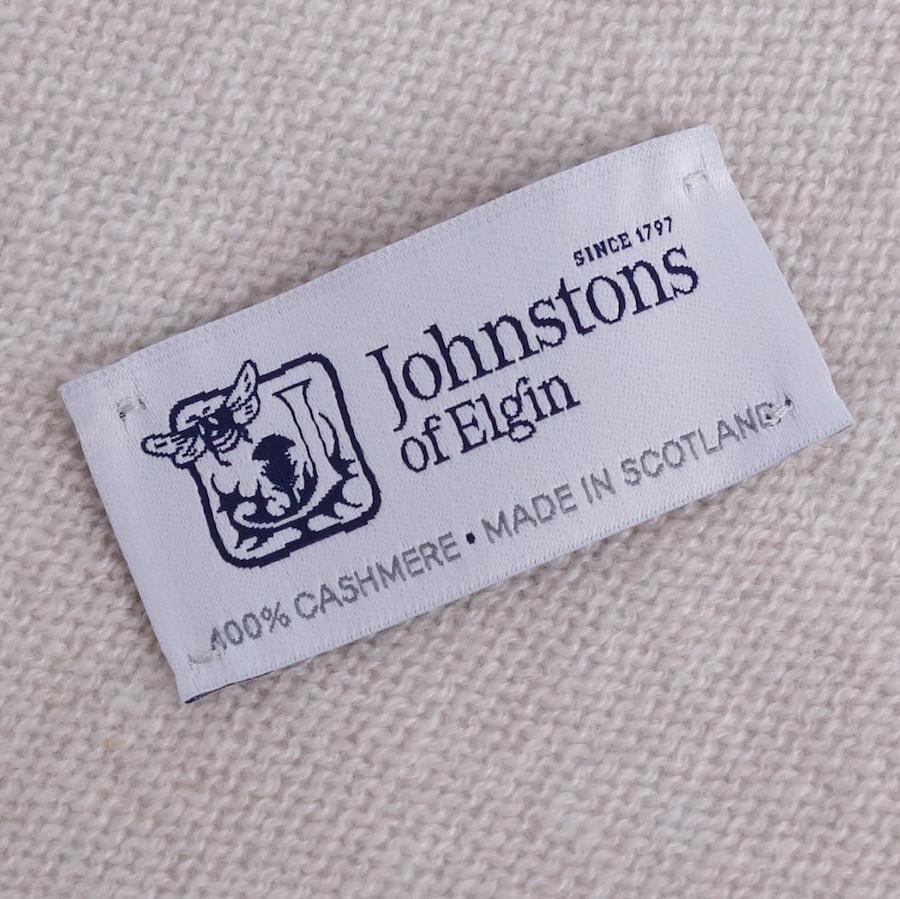 SINCE 1797
Johnstons
of Elgin
100% CASHMERE • MADE IN SCOTLAND